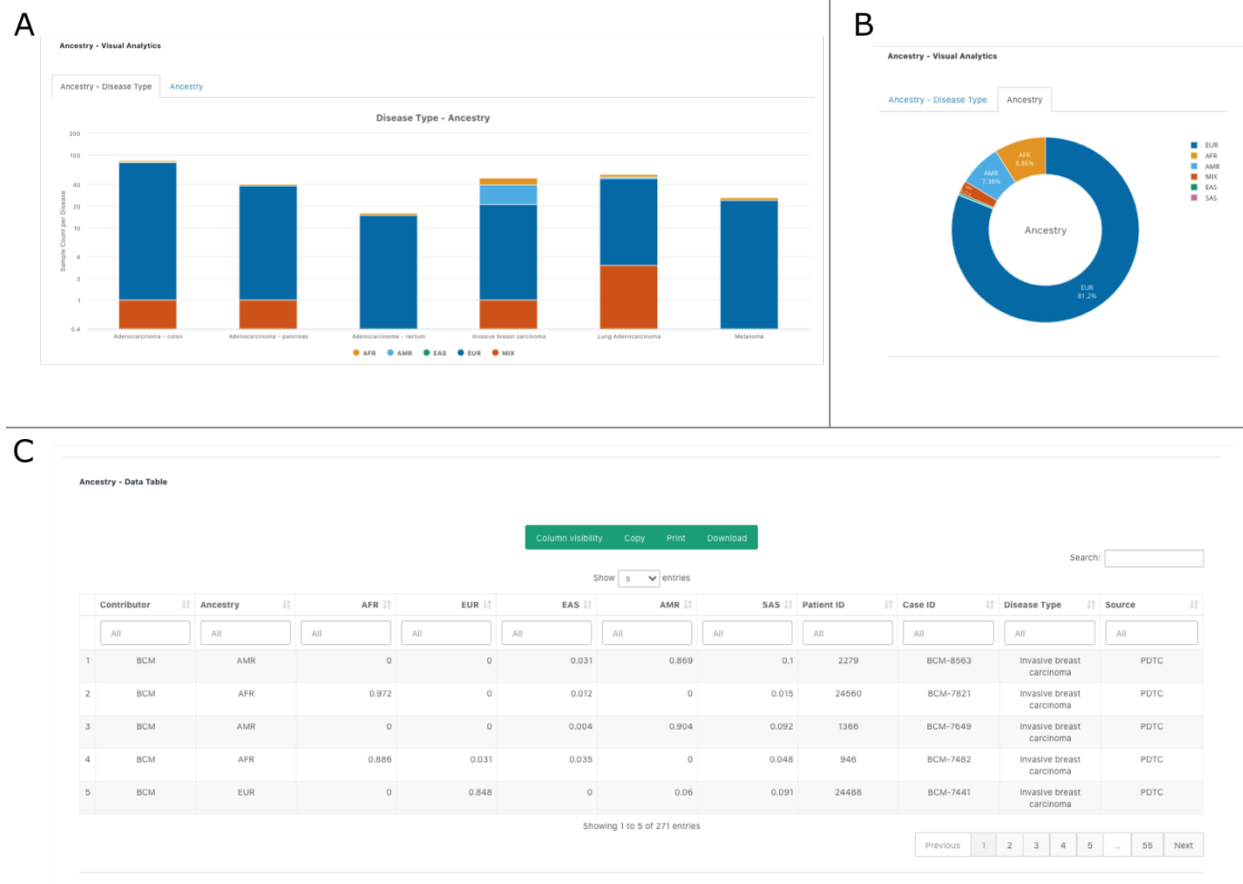 A
Ancestry - Visual Analytics
Ancestry - Disease Type Ancestry
Disease Type - Ancestry
Sample Count per Disease
200
100
40
20
10
4
2
1
0.4
Adenocarcinoma - colon Adenocarcinoma - pancreas Adenocarcinoma - rectum Invasive breast carcinoma Lung Adenocarcinoma Melanoma
AFR AMR EAS EUR MIX
B
Ancestry - Visual Analytics
Ancestry - Disease Type Ancestry
AFR
8.86%
AMR
7.38%
Ancestry
EUR
81.2%
EUR
AFR
AMR
MIX
EAS
SAS
C
Ancestry - Data Table
Column visibility Copy Print Download
Search:
Show 5 entries
Contributor Ancestry AFR EUR EAS AMR SAS Patient ID Case ID Disease Type Source
All All All All All All All All All All All
1 BCM AMR 0 0 0.031 0.869 0.1 2279 BCM-8563 Invasive breast PDTC
carcinoma
2 BCM AFR 0.972 0 0.012 0 0.015 24560 BCM-7821 Invasive breast PDTC
carcinoma
3 BCM AMR 0 0 0.004 0.904 0.092 1366 BCM-7649 Invasive breast PDTC
carcinoma
4 BCM AFR 0.886 0.031 0.035 0 0.048 946 BCM-7482 Invasive breast PDTC
carcinoma
5 BCM EUR 0 0.848 0 0.06 0.091 24488 BCM-7441 Invasive breast PDTC
carcinoma
Showing 1 to 5 of 271 entries
Previous 1 2 3 4 5 ... 55 Next